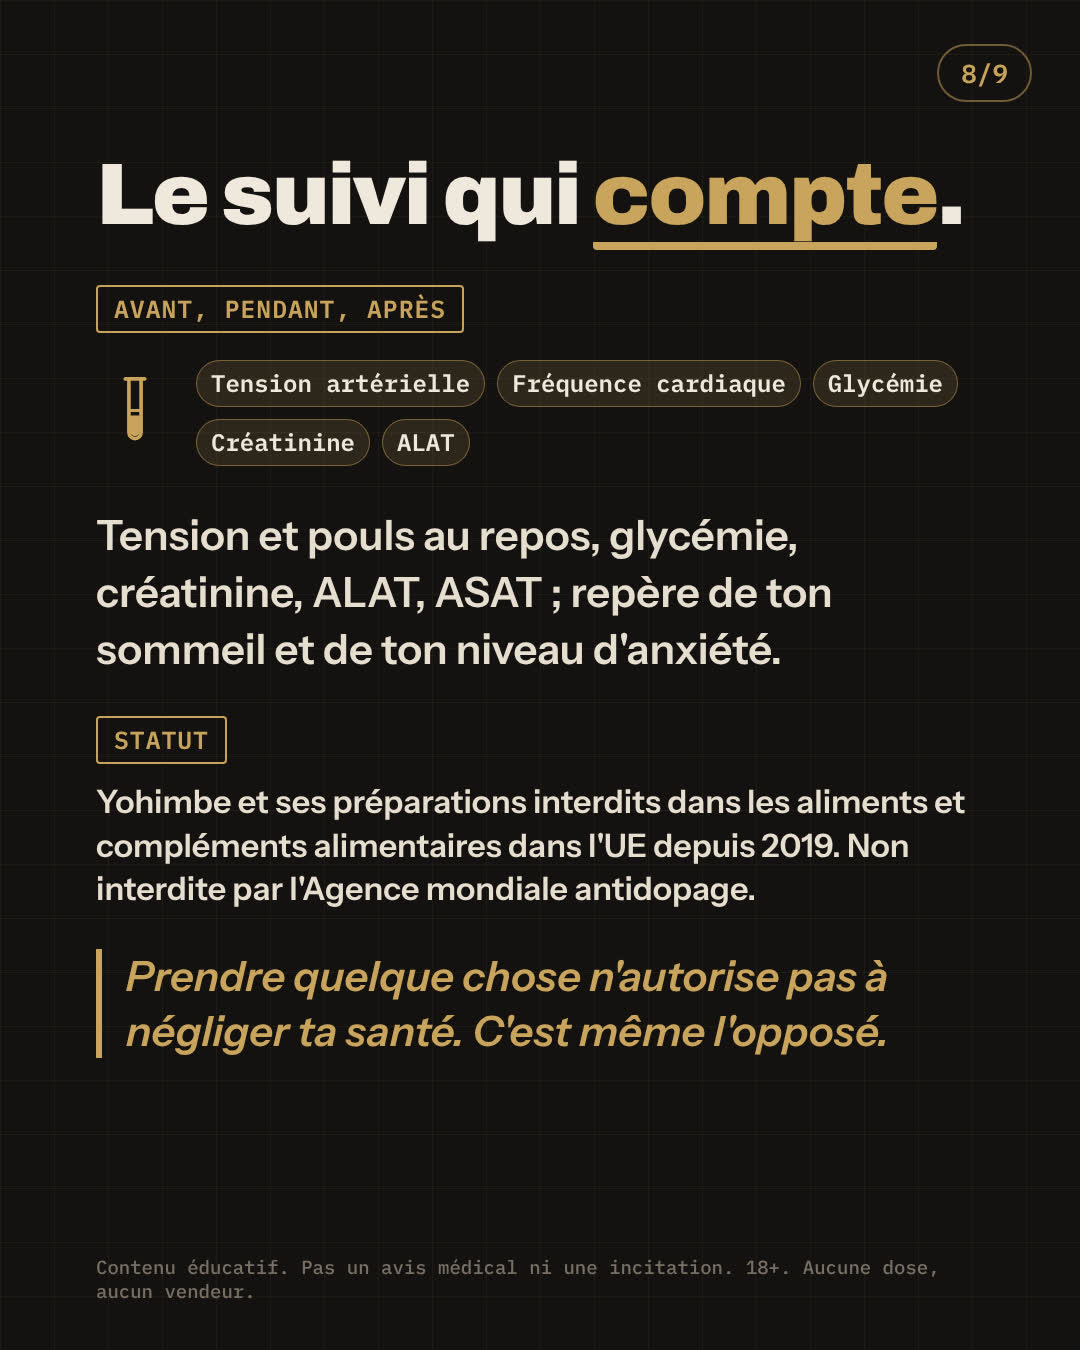 8/9
Le suivi qui compte.
AVANT, PENDANT, APRÈS
Tension artérielle Fréquence cardiaque Glycémie
Créatinine ALAT
Tension et pouls au repos, glycémie,
créatinine, ALAT, ASAT ; repère de ton
sommeil et de ton niveau d'anxiété.
STATUT
Yohimbe et ses préparations interdits dans les aliments et
compléments alimentaires dans l'UE depuis 2019. Non
interdite par l'Agence mondiale antidopage.
Prendre quelque chose n'autorise pas à
négliger ta santé. C'est même l'opposé.
Contenu éducatif. Pas un avis médical ni une incitation. 18+. Aucune dose,
aucun vendeur.